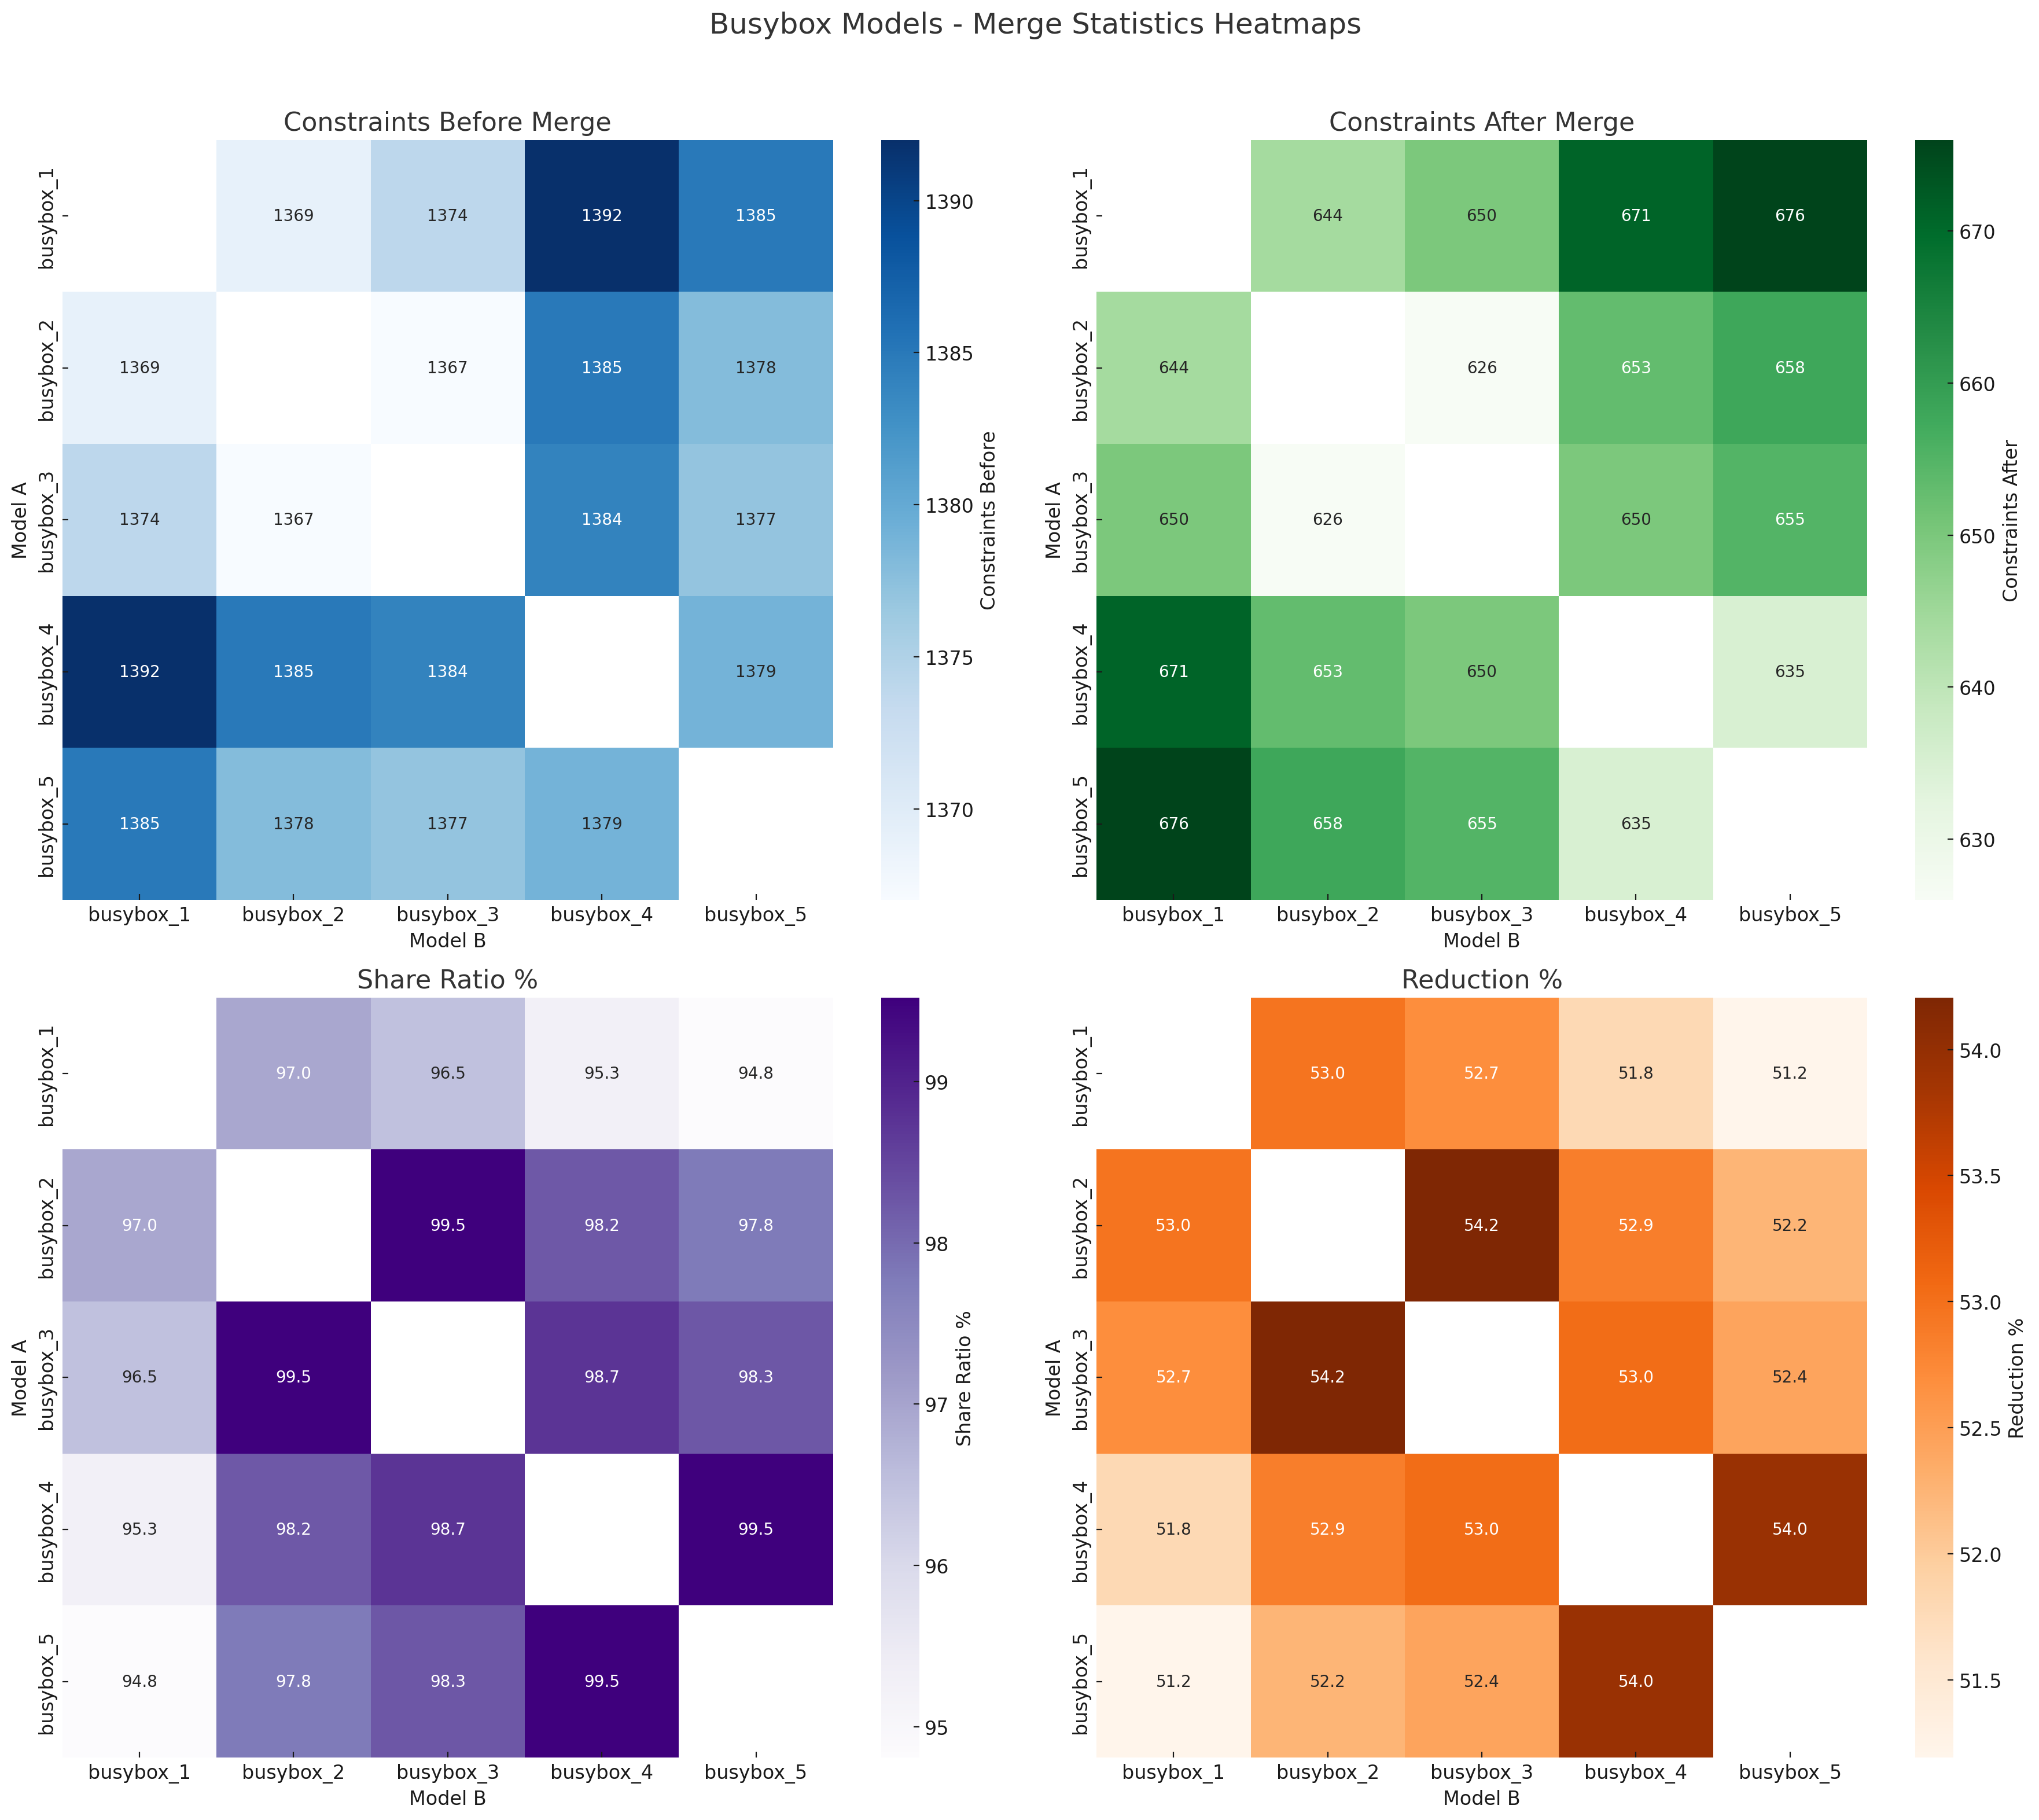 Busybox Models - Merge Statistics Heatmaps
Constraints Before Merge
busybox_1
1369 1374 1392 1385
busybox_2
1369 1367 1385 1378
busybox_3
1374 1367 1384 1377
busybox_4
1392 1385 1384 1379
busybox_5
1385 1378 1377 1379
Model A
busybox_1 busybox_2 busybox_3 busybox_4 busybox_5
Model B
1390
1385
1380
1375
1370
Constraints Before
Constraints After Merge
busybox_1
644 650 671 676
busybox_2
644 626 653 658
busybox_3
650 626 650 655
busybox_4
671 653 650 635
busybox_5
676 658 655 635
Model A
busybox_1 busybox_2 busybox_3 busybox_4 busybox_5
Model B
670
660
650
640
630
Constraints After
Share Ratio %
busybox_1
97.0 96.5 95.3 94.8
busybox_2
97.0 99.5 98.2 97.8
busybox_3
96.5 99.5 98.7 98.3
busybox_4
95.3 98.2 98.7 99.5
busybox_5
94.8 97.8 98.3 99.5
Model A
busybox_1 busybox_2 busybox_3 busybox_4 busybox_5
Model B
99
98
97
96
95
Share Ratio %
Reduction %
busybox_1
53.0 52.7 51.8 51.2
busybox_2
53.0 54.2 52.9 52.2
busybox_3
52.7 54.2 53.0 52.4
busybox_4
51.8 52.9 53.0 54.0
busybox_5
51.2 52.2 52.4 54.0
Model A
busybox_1 busybox_2 busybox_3 busybox_4 busybox_5
Model B
54.0
53.5
53.0
52.5
52.0
51.5
Reduction %